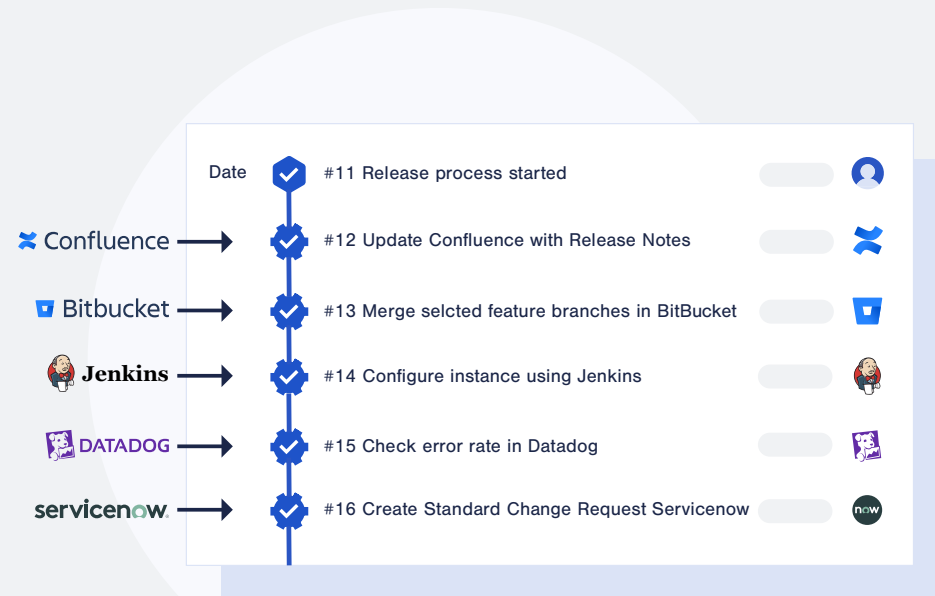 Date #11 Release process started
Confluence #12 Update Confluence with Release Notes
Bitbucket #13 Merge selcted feature branches in BitBucket
Jenkins #14 Configure instance using Jenkins
DATADOG #15 Check error rate in Datadog
servicenow. #16 Create Standard Change Request Servicenow now